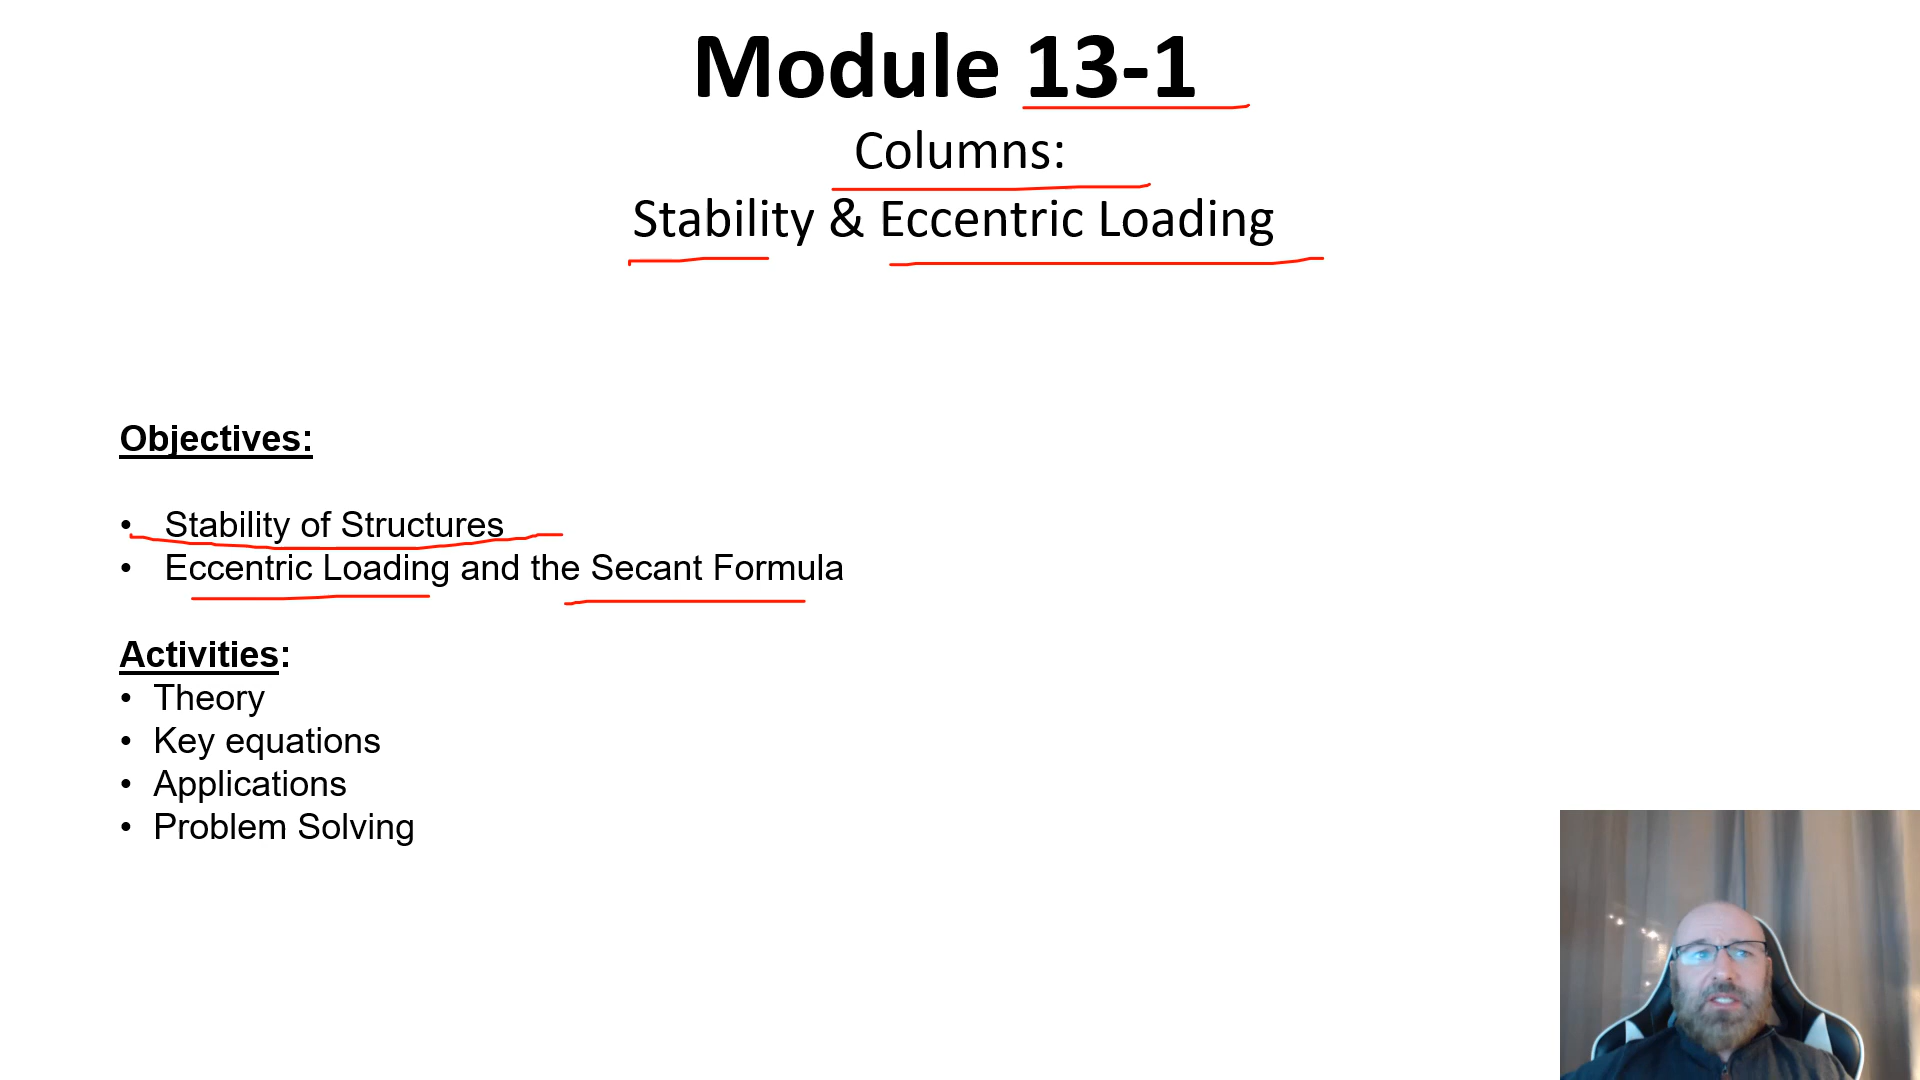 Module 13-1
Columns:
Stability & Eccentric Loading
Objectives:
• Stability of Structures
• Eccentric Loading and the Secant Formula
Activities:
• Theory
• Key equations
• Applications
• Problem Solving